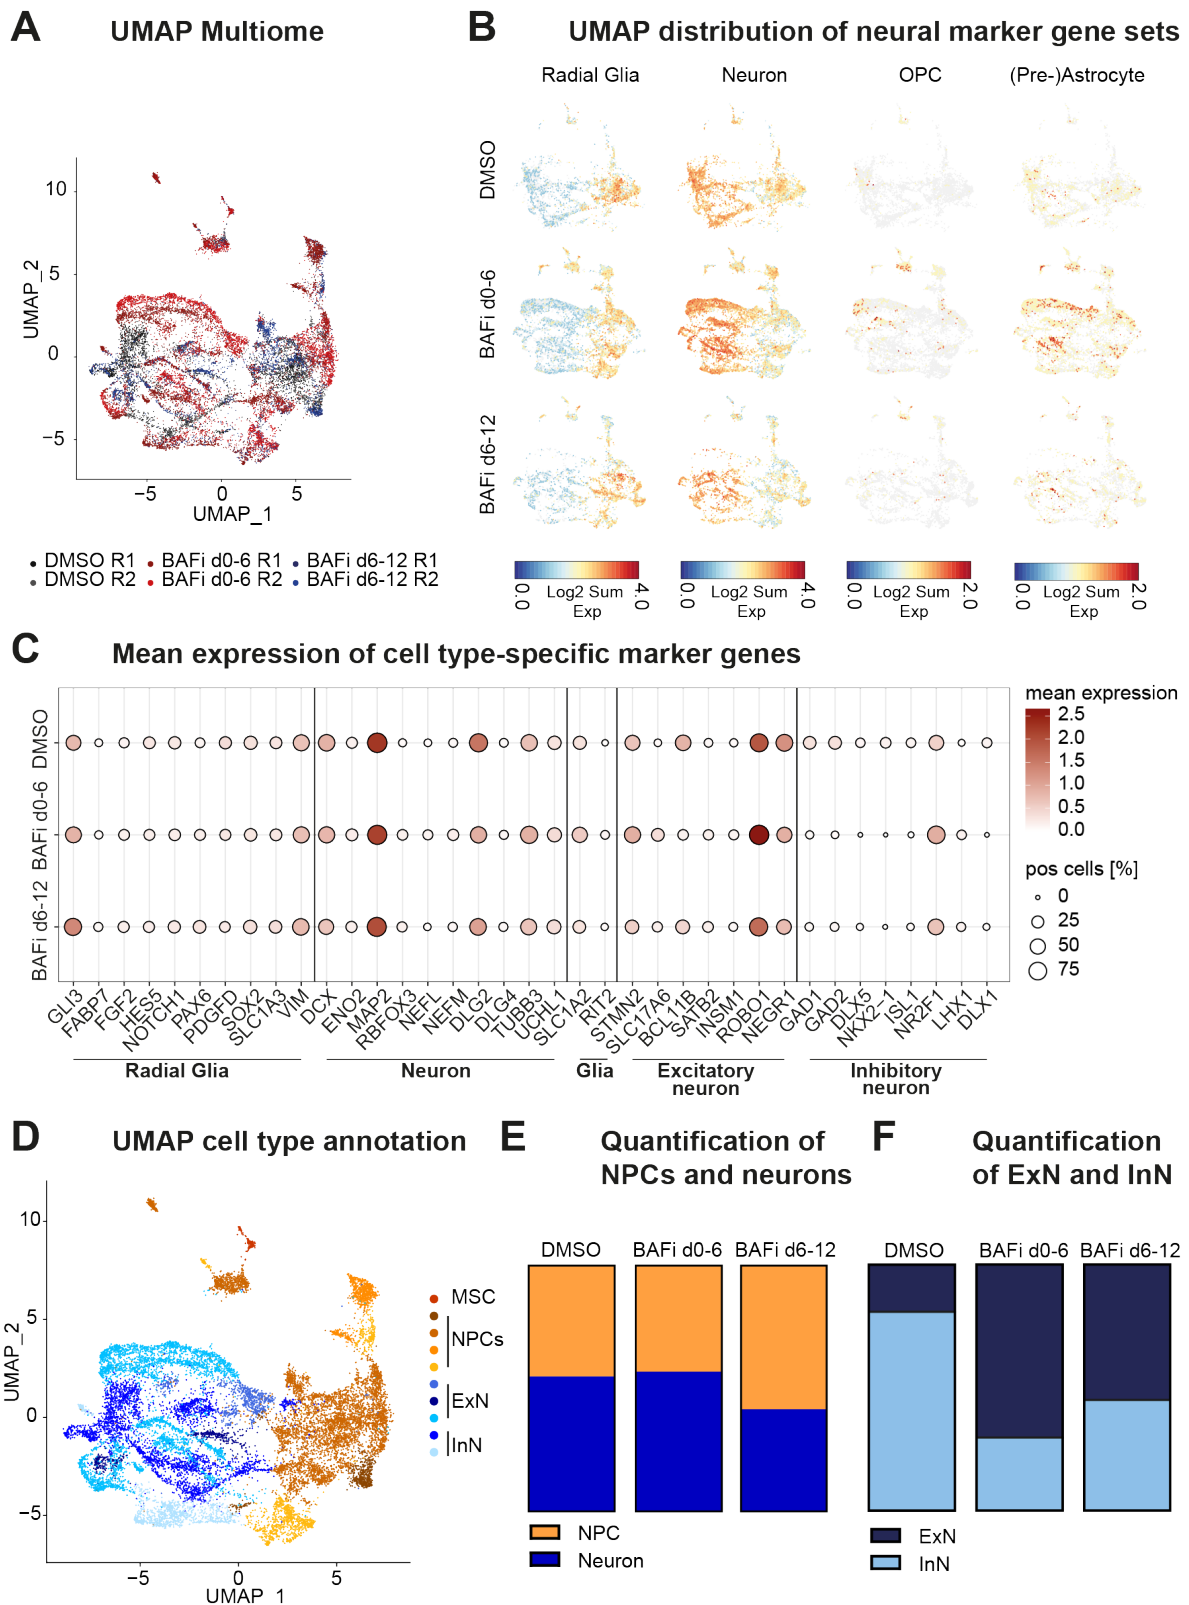 A
UMAP Multiome
10
5
0
−5
UMAP_2
−5
0
5
UMAP_1
DMSO R1
BAFi d0-6 R1
BAFi d6-12 R1
DMSO R2
BAFi d0-6 R2
BAFi d6-12 R2
B
UMAP distribution of neural marker gene sets
Radial Glia
Neuron
OPC
(Pre-)Astrocyte
DMSO
BAFi d0-6
BAFi d6-12
0.0
Log2 Sum
Exp
4.0
0.0
Log2 Sum
Exp
4.0
0.0
Log2 Sum
Exp
2.0
0.0
Log2 Sum
Exp
2.0
C
Mean expression of cell type-specific marker genes
DMSO
BAFi d0-6
BAFi d6-12
mean expression
2.5
2.0
1.5
1.0
0.5
0.0
pos cells [%]
0
25
50
75
GLI3
FABP7
FGF2
HES5
NOTCH1
PAX6
PDGFD
SOX2
SLC1A3
VIM
DCX
ENO2
MAP2
RBFOX3
NEFL
NEFM
DLG2
DLG4
TUBB3
UCHL1
SLC1A2
RIT2
STMN2
SLC17A6
BCL11B
SATB2
INSM1
ROBO1
NEGR1
GAD1
GAD2
DLX5
NKX2−1
ISL1
NR2F1
LHX1
DLX1
Radial Glia
Neuron
Glia
Excitatory
neuron
Inhibitory
neuron
D
UMAP cell type annotation
10
5
0
−5
UMAP_2
−5
0
5
UMAP_1
MSC
NPCs
ExN
InN
E
Quantification of
NPCs and neurons
DMSO
BAFi d0-6
BAFi d6-12
NPC
Neuron
F
Quantification
of ExN and InN
DMSO
BAFi d0-6
BAFi d6-12
ExN
InN